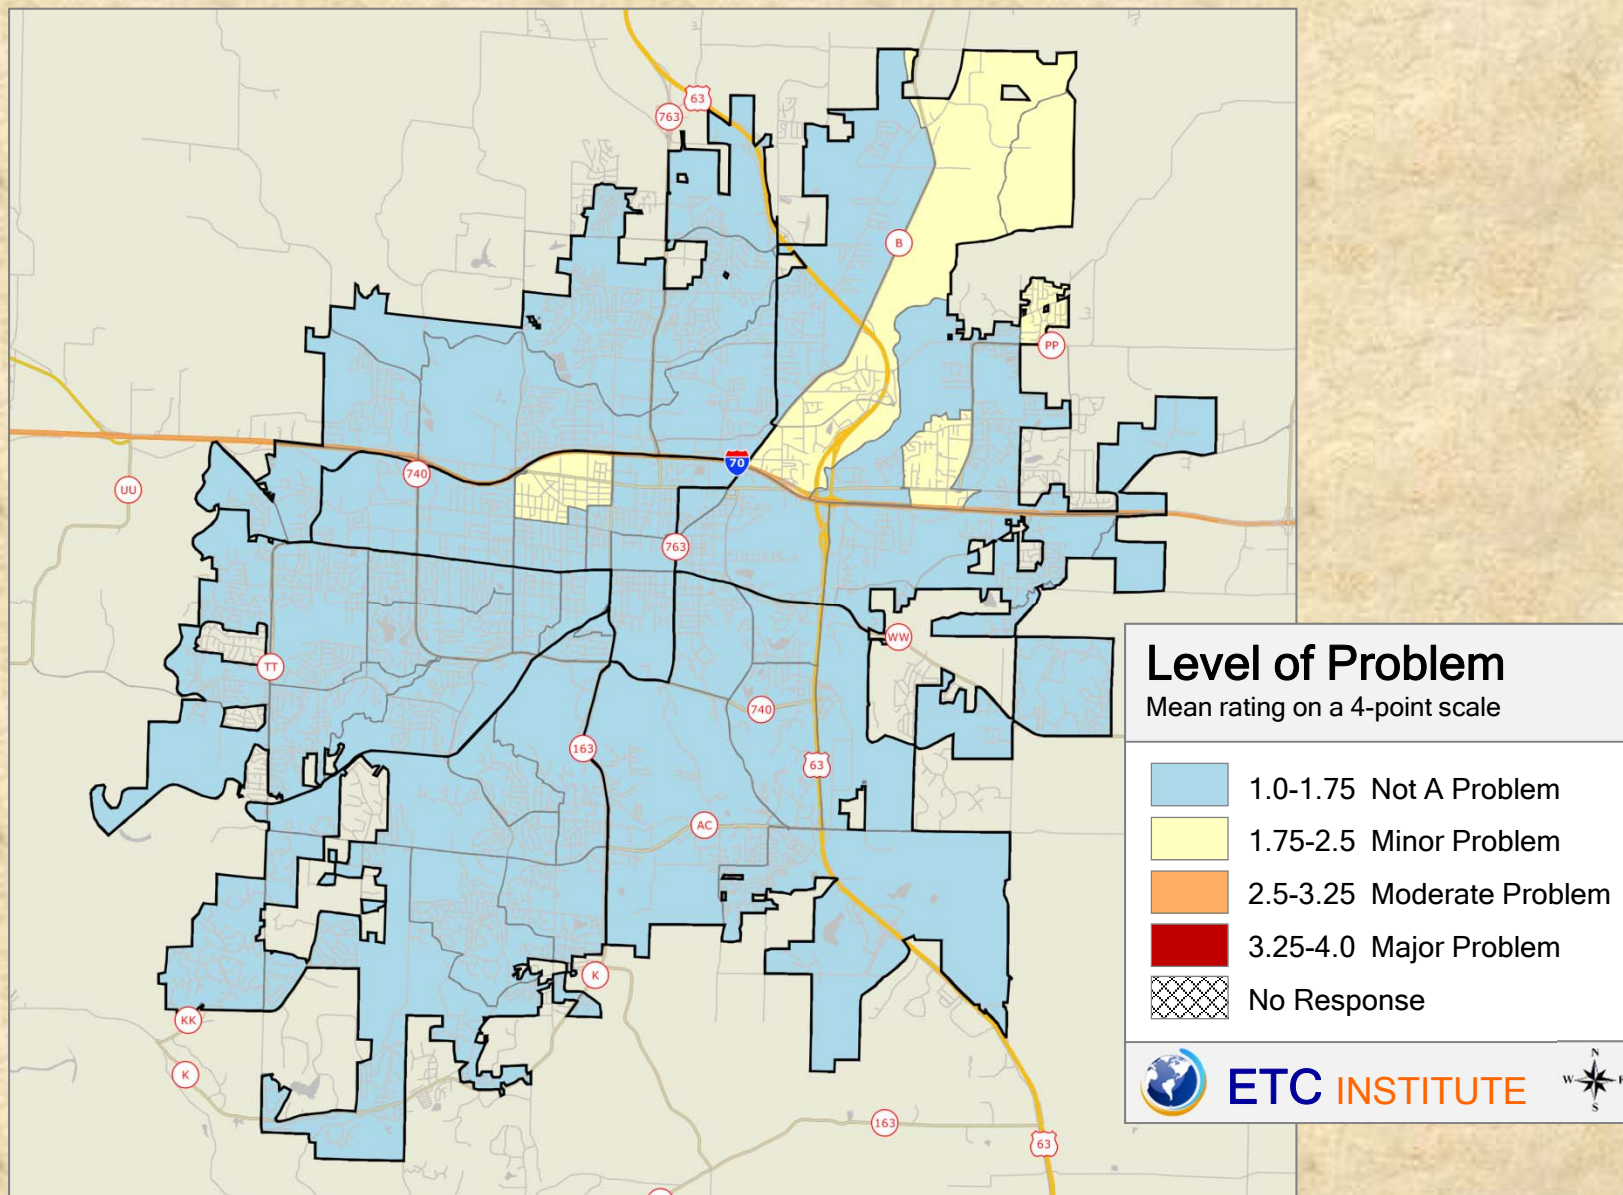 63
763
B
PP
70
740
UU
763
WW
TT
740
163
63
AC
K
KK
K
163
63
Level of Problem
Mean rating on a 4-point scale
1.0-1.75 Not A Problem
1.75-2.5 Minor Problem
2.5-3.25 Moderate Problem
3.25-4.0 Major Problem
No Response
ETC INSTITUTE
N
W
S